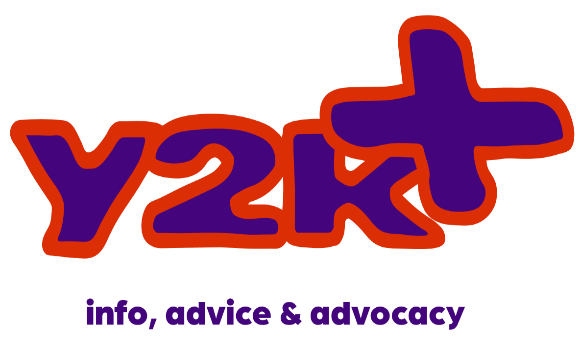 Y2K+
info, advice & advocacy